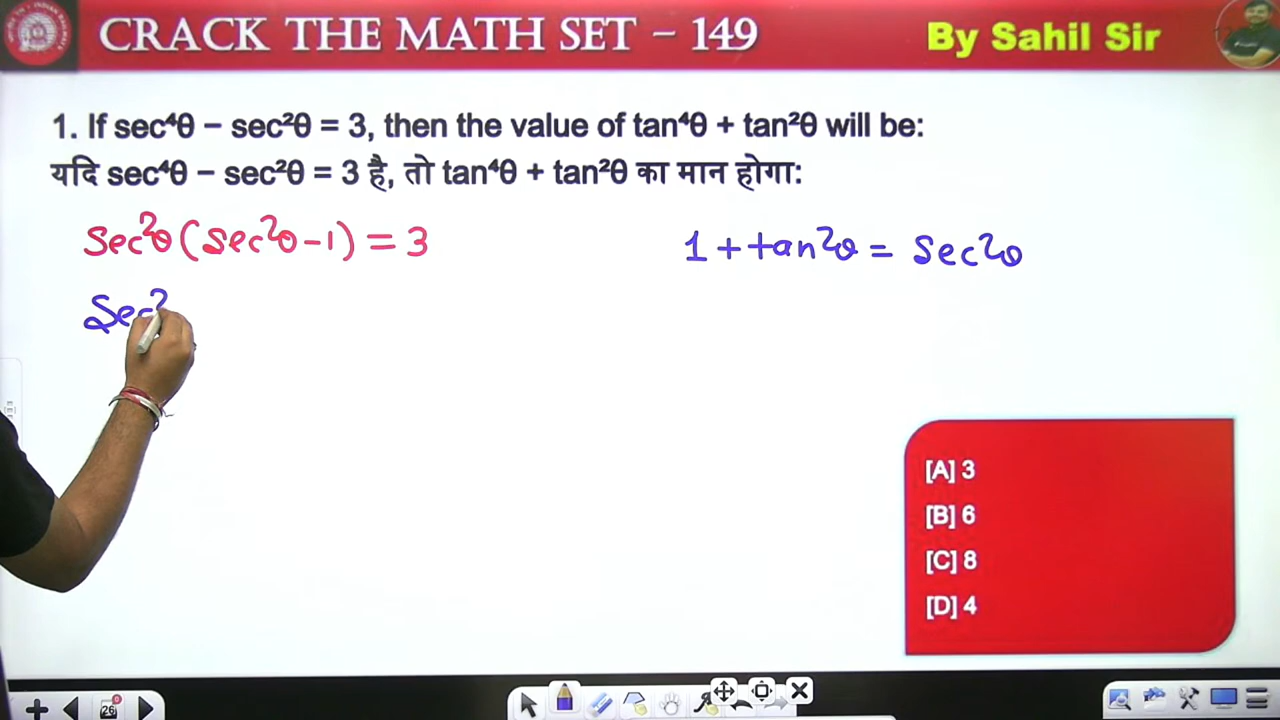 CRACK THE MATH SET – 149
By Sahil Sir
1. If sec⁴θ − sec²θ = 3, then the value of tan⁴θ + tan²θ will be:
यदि sec⁴θ − sec²θ = 3 है, तो tan⁴θ + tan²θ का मान होगा:
sec²θ (sec²θ - 1) = 3
1 + tan²θ = sec²θ
sec²
[A] 3
[B] 6
[C] 8
[D] 4
26